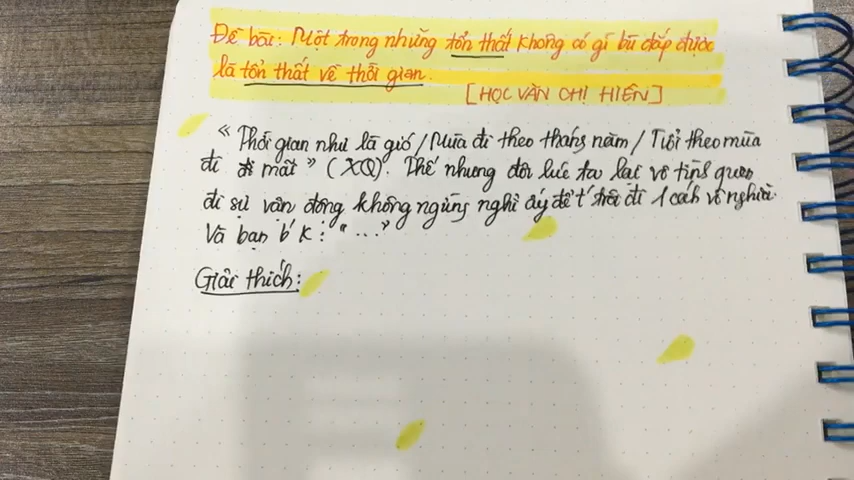 Đề bài: Một trong những tổn thất không có gì bù đắp được
là tổn thất về thời gian.
[HỌC VĂN CHỊ HIÊN]
" Thời gian như là gió / Mùa đi theo tháng năm / Tuổi theo mùa
đi mất " (XQ). Thế nhưng đôi lúc ta lại vô tình quên
đi sự vận động không ngừng nghỉ ấy để t' trôi đi 1 cách vô nghĩa.
Và bạn b' k : " ... "
Giải thích: